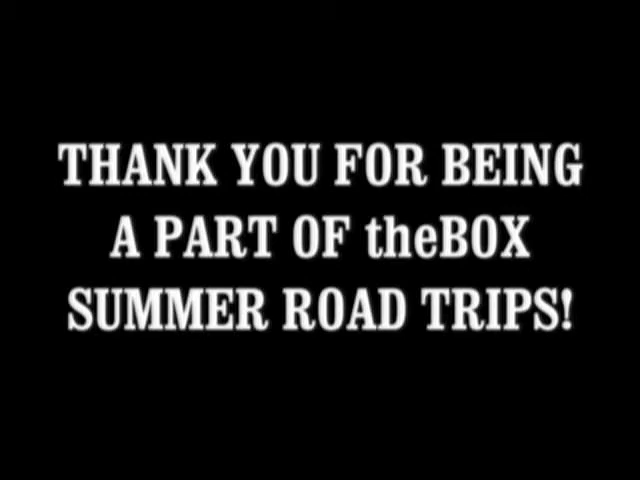 THANK YOU FOR BEING
A PART OF theBOX
SUMMER ROAD TRIPS!